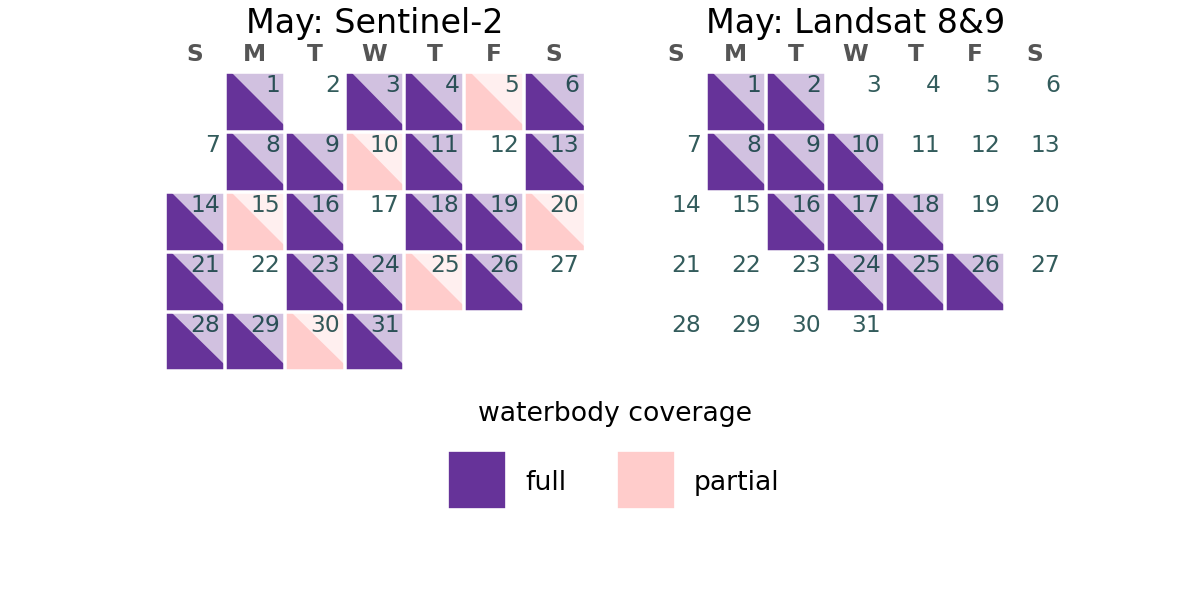 May: Sentinel-2
S M T W T F S
1 2 3 4 5 6
7 8 9 10 11 12 13
14 15 16 17 18 19 20
21 22 23 24 25 26 27
28 29 30 31
May: Landsat 8&9
S M T W T F S
1 2 3 4 5 6
7 8 9 10 11 12 13
14 15 16 17 18 19 20
21 22 23 24 25 26 27
28 29 30 31
waterbody coverage
full partial